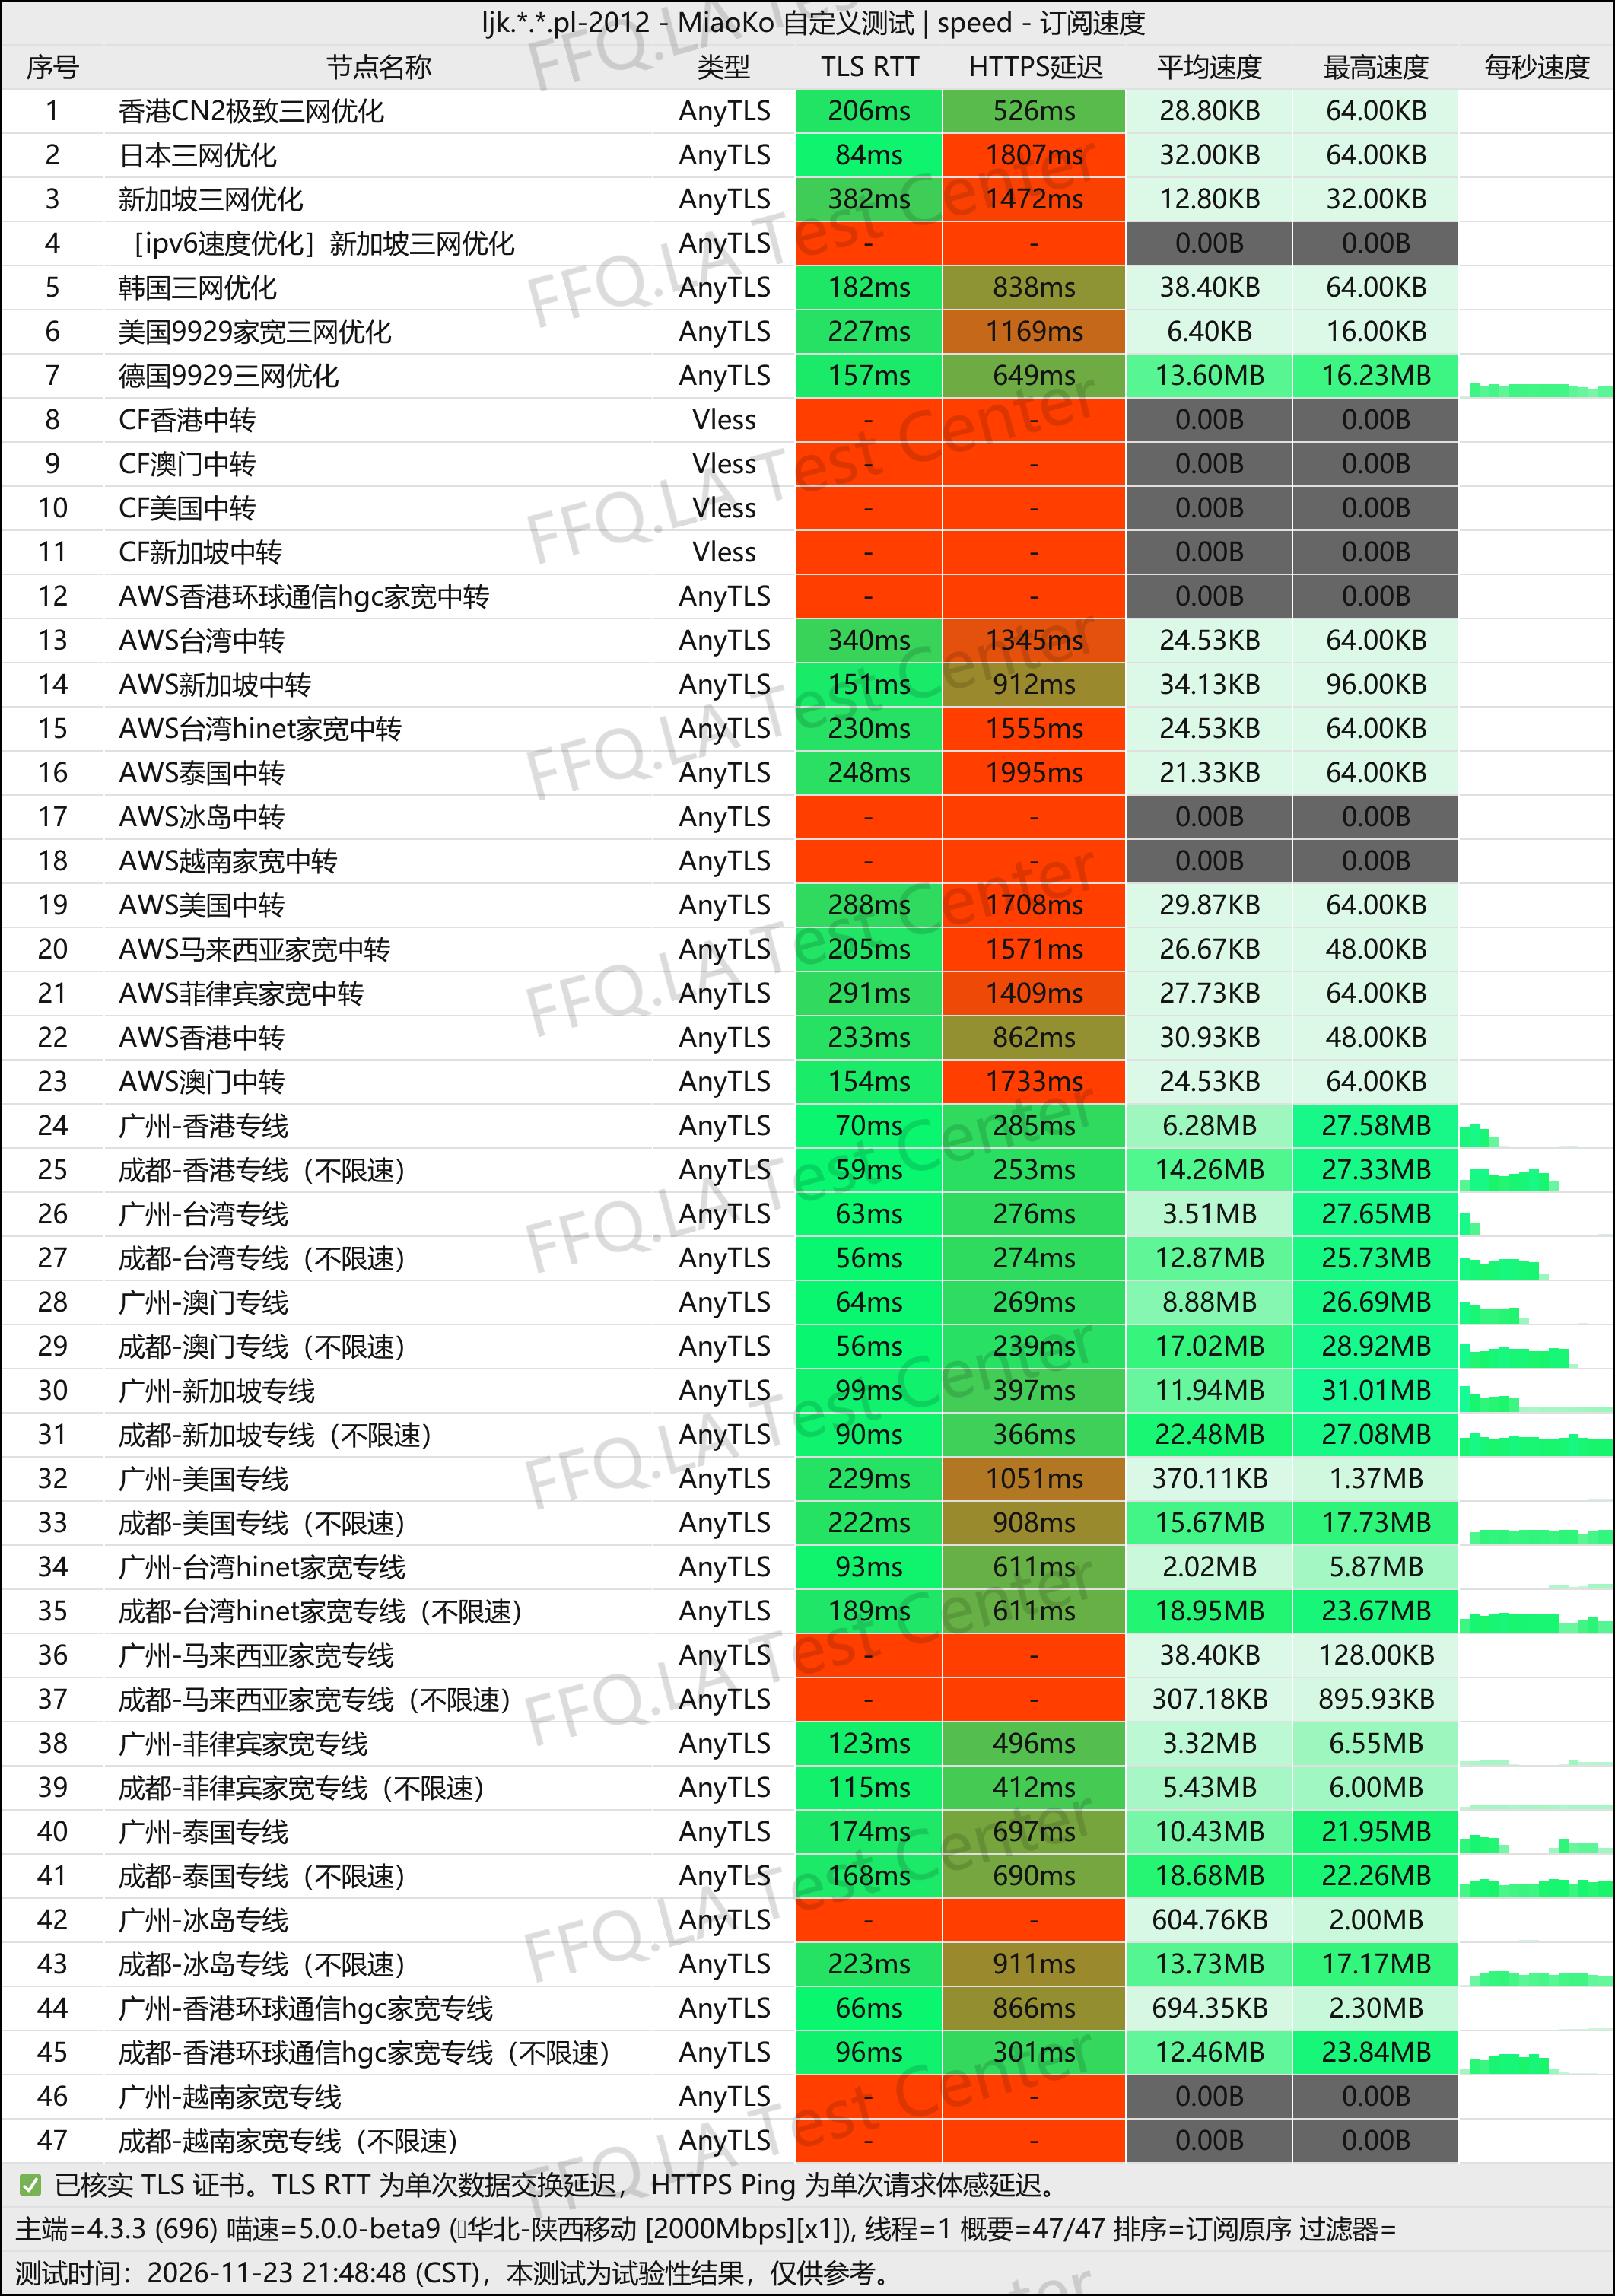 ljk.*.*.pl-2012 - MiaoKo 自定义测试 | speed - 订阅速度
序号 节点名称 类型 TLS RTT HTTPS延迟 平均速度 最高速度 每秒速度
1 香港CN2极致三网优化 AnyTLS 206ms 526ms 28.80KB 64.00KB
2 日本三网优化 AnyTLS 84ms 1807ms 32.00KB 64.00KB
3 新加坡三网优化 AnyTLS 382ms 1472ms 12.80KB 32.00KB
4 ［ipv6速度优化］新加坡三网优化 AnyTLS - - 0.00B 0.00B
5 韩国三网优化 AnyTLS 182ms 838ms 38.40KB 64.00KB
6 美国9929家宽三网优化 AnyTLS 227ms 1169ms 6.40KB 16.00KB
7 德国9929三网优化 AnyTLS 157ms 649ms 13.60MB 16.23MB
8 CF香港中转 Vless - - 0.00B 0.00B
9 CF澳门中转 Vless - - 0.00B 0.00B
10 CF美国中转 Vless - - 0.00B 0.00B
11 CF新加坡中转 Vless - - 0.00B 0.00B
12 AWS香港环球通信hgc家宽中转 AnyTLS - - 0.00B 0.00B
13 AWS台湾中转 AnyTLS 340ms 1345ms 24.53KB 64.00KB
14 AWS新加坡中转 AnyTLS 151ms 912ms 34.13KB 96.00KB
15 AWS台湾hinet家宽中转 AnyTLS 230ms 1555ms 24.53KB 64.00KB
16 AWS泰国中转 AnyTLS 248ms 1995ms 21.33KB 64.00KB
17 AWS冰岛中转 AnyTLS - - 0.00B 0.00B
18 AWS越南家宽中转 AnyTLS - - 0.00B 0.00B
19 AWS美国中转 AnyTLS 288ms 1708ms 29.87KB 64.00KB
20 AWS马来西亚家宽中转 AnyTLS 205ms 1571ms 26.67KB 48.00KB
21 AWS菲律宾家宽中转 AnyTLS 291ms 1409ms 27.73KB 64.00KB
22 AWS香港中转 AnyTLS 233ms 862ms 30.93KB 48.00KB
23 AWS澳门中转 AnyTLS 154ms 1733ms 24.53KB 64.00KB
24 广州-香港专线 AnyTLS 70ms 285ms 6.28MB 27.58MB
25 成都-香港专线（不限速） AnyTLS 59ms 253ms 14.26MB 27.33MB
26 广州-台湾专线 AnyTLS 63ms 276ms 3.51MB 27.65MB
27 成都-台湾专线（不限速） AnyTLS 56ms 274ms 12.87MB 25.73MB
28 广州-澳门专线 AnyTLS 64ms 269ms 8.88MB 26.69MB
29 成都-澳门专线（不限速） AnyTLS 56ms 239ms 17.02MB 28.92MB
30 广州-新加坡专线 AnyTLS 99ms 397ms 11.94MB 31.01MB
31 成都-新加坡专线（不限速） AnyTLS 90ms 366ms 22.48MB 27.08MB
32 广州-美国专线 AnyTLS 229ms 1051ms 370.11KB 1.37MB
33 成都-美国专线（不限速） AnyTLS 222ms 908ms 15.67MB 17.73MB
34 广州-台湾hinet家宽专线 AnyTLS 93ms 611ms 2.02MB 5.87MB
35 成都-台湾hinet家宽专线（不限速） AnyTLS 189ms 611ms 18.95MB 23.67MB
36 广州-马来西亚家宽专线 AnyTLS - - 38.40KB 128.00KB
37 成都-马来西亚家宽专线（不限速） AnyTLS - - 307.18KB 895.93KB
38 广州-菲律宾家宽专线 AnyTLS 123ms 496ms 3.32MB 6.55MB
39 成都-菲律宾家宽专线（不限速） AnyTLS 115ms 412ms 5.43MB 6.00MB
40 广州-泰国专线 AnyTLS 174ms 697ms 10.43MB 21.95MB
41 成都-泰国专线（不限速） AnyTLS 168ms 690ms 18.68MB 22.26MB
42 广州-冰岛专线 AnyTLS - - 604.76KB 2.00MB
43 成都-冰岛专线（不限速） AnyTLS 223ms 911ms 13.73MB 17.17MB
44 广州-香港环球通信hgc家宽专线 AnyTLS 66ms 866ms 694.35KB 2.30MB
45 成都-香港环球通信hgc家宽专线（不限速） AnyTLS 96ms 301ms 12.46MB 23.84MB
46 广州-越南家宽专线 AnyTLS - - 0.00B 0.00B
47 成都-越南家宽专线（不限速） AnyTLS - - 0.00B 0.00B
✅ 已核实 TLS 证书。TLS RTT 为单次数据交换延迟， HTTPS Ping 为单次请求体感延迟。
主端=4.3.3 (696) 喵速=5.0.0-beta9 (华北-陕西移动 [2000Mbps][x1]), 线程=1 概要=47/47 排序=订阅原序 过滤器=
测试时间：2026-11-23 21:48:48 (CST)，本测试为试验性结果，仅供参考。
FFQ.LA Test Center